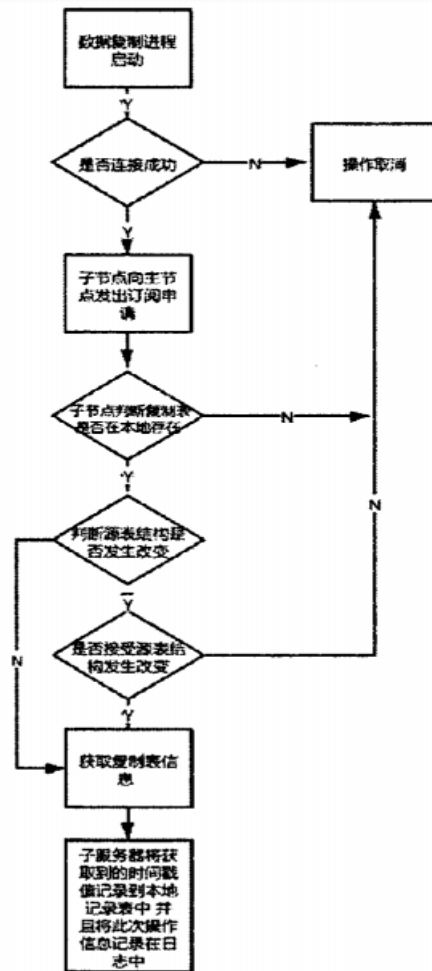 数据复制进程
启动
Y
是否连接成功
N
操作取消
Y
子节点向主节
点发出订阅申
请
子节点判断复制表
是否在本地存在
N
Y
判断源表结构是
否发生改变
N
Y
是否接受源表结
构发生改变
N
Y
获取复制表信
息
子服务器将获
取到的时间戳
值记录到本地
记录表中 并
且将此次操作
信息记录在日
志中